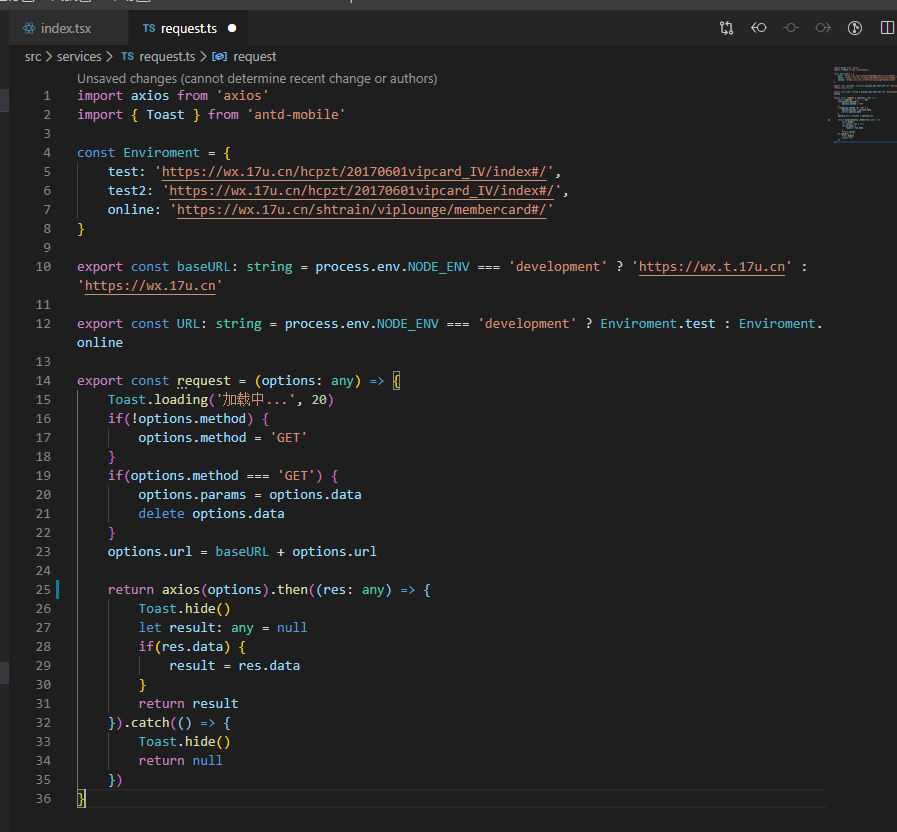 index.tsx
TS request.ts
src > services > TS request.ts > request
Unsaved changes (cannot determine recent change or authors)
1 import axios from 'axios'
2 import { Toast } from 'antd-mobile'
3
4 const Enviroment = {
5 test: 'https://wx.17u.cn/hcpzt/20170601vipcard_IV/index#/',
6 test2: 'https://wx.17u.cn/hcpzt/20170601vipcard_IV/index#/',
7 online: 'https://wx.17u.cn/shtrain/viplounge/membercard#/'
8 }
9
10 export const baseURL: string = process.env.NODE_ENV === 'development' ? 'https://wx.t.17u.cn' :
'https://wx.17u.cn'
11
12 export const URL: string = process.env.NODE_ENV === 'development' ? Enviroment.test : Enviroment.
online
13
14 export const request = (options: any) => {
15 Toast.loading('加载中...', 20)
16 if(!options.method) {
17 options.method = 'GET'
18 }
19 if(options.method === 'GET') {
20 options.params = options.data
21 delete options.data
22 }
23 options.url = baseURL + options.url
24
25 return axios(options).then((res: any) => {
26 Toast.hide()
27 let result: any = null
28 if(res.data) {
29 result = res.data
30 }
31 return result
32 }).catch(() => {
33 Toast.hide()
34 return null
35 })
36 }